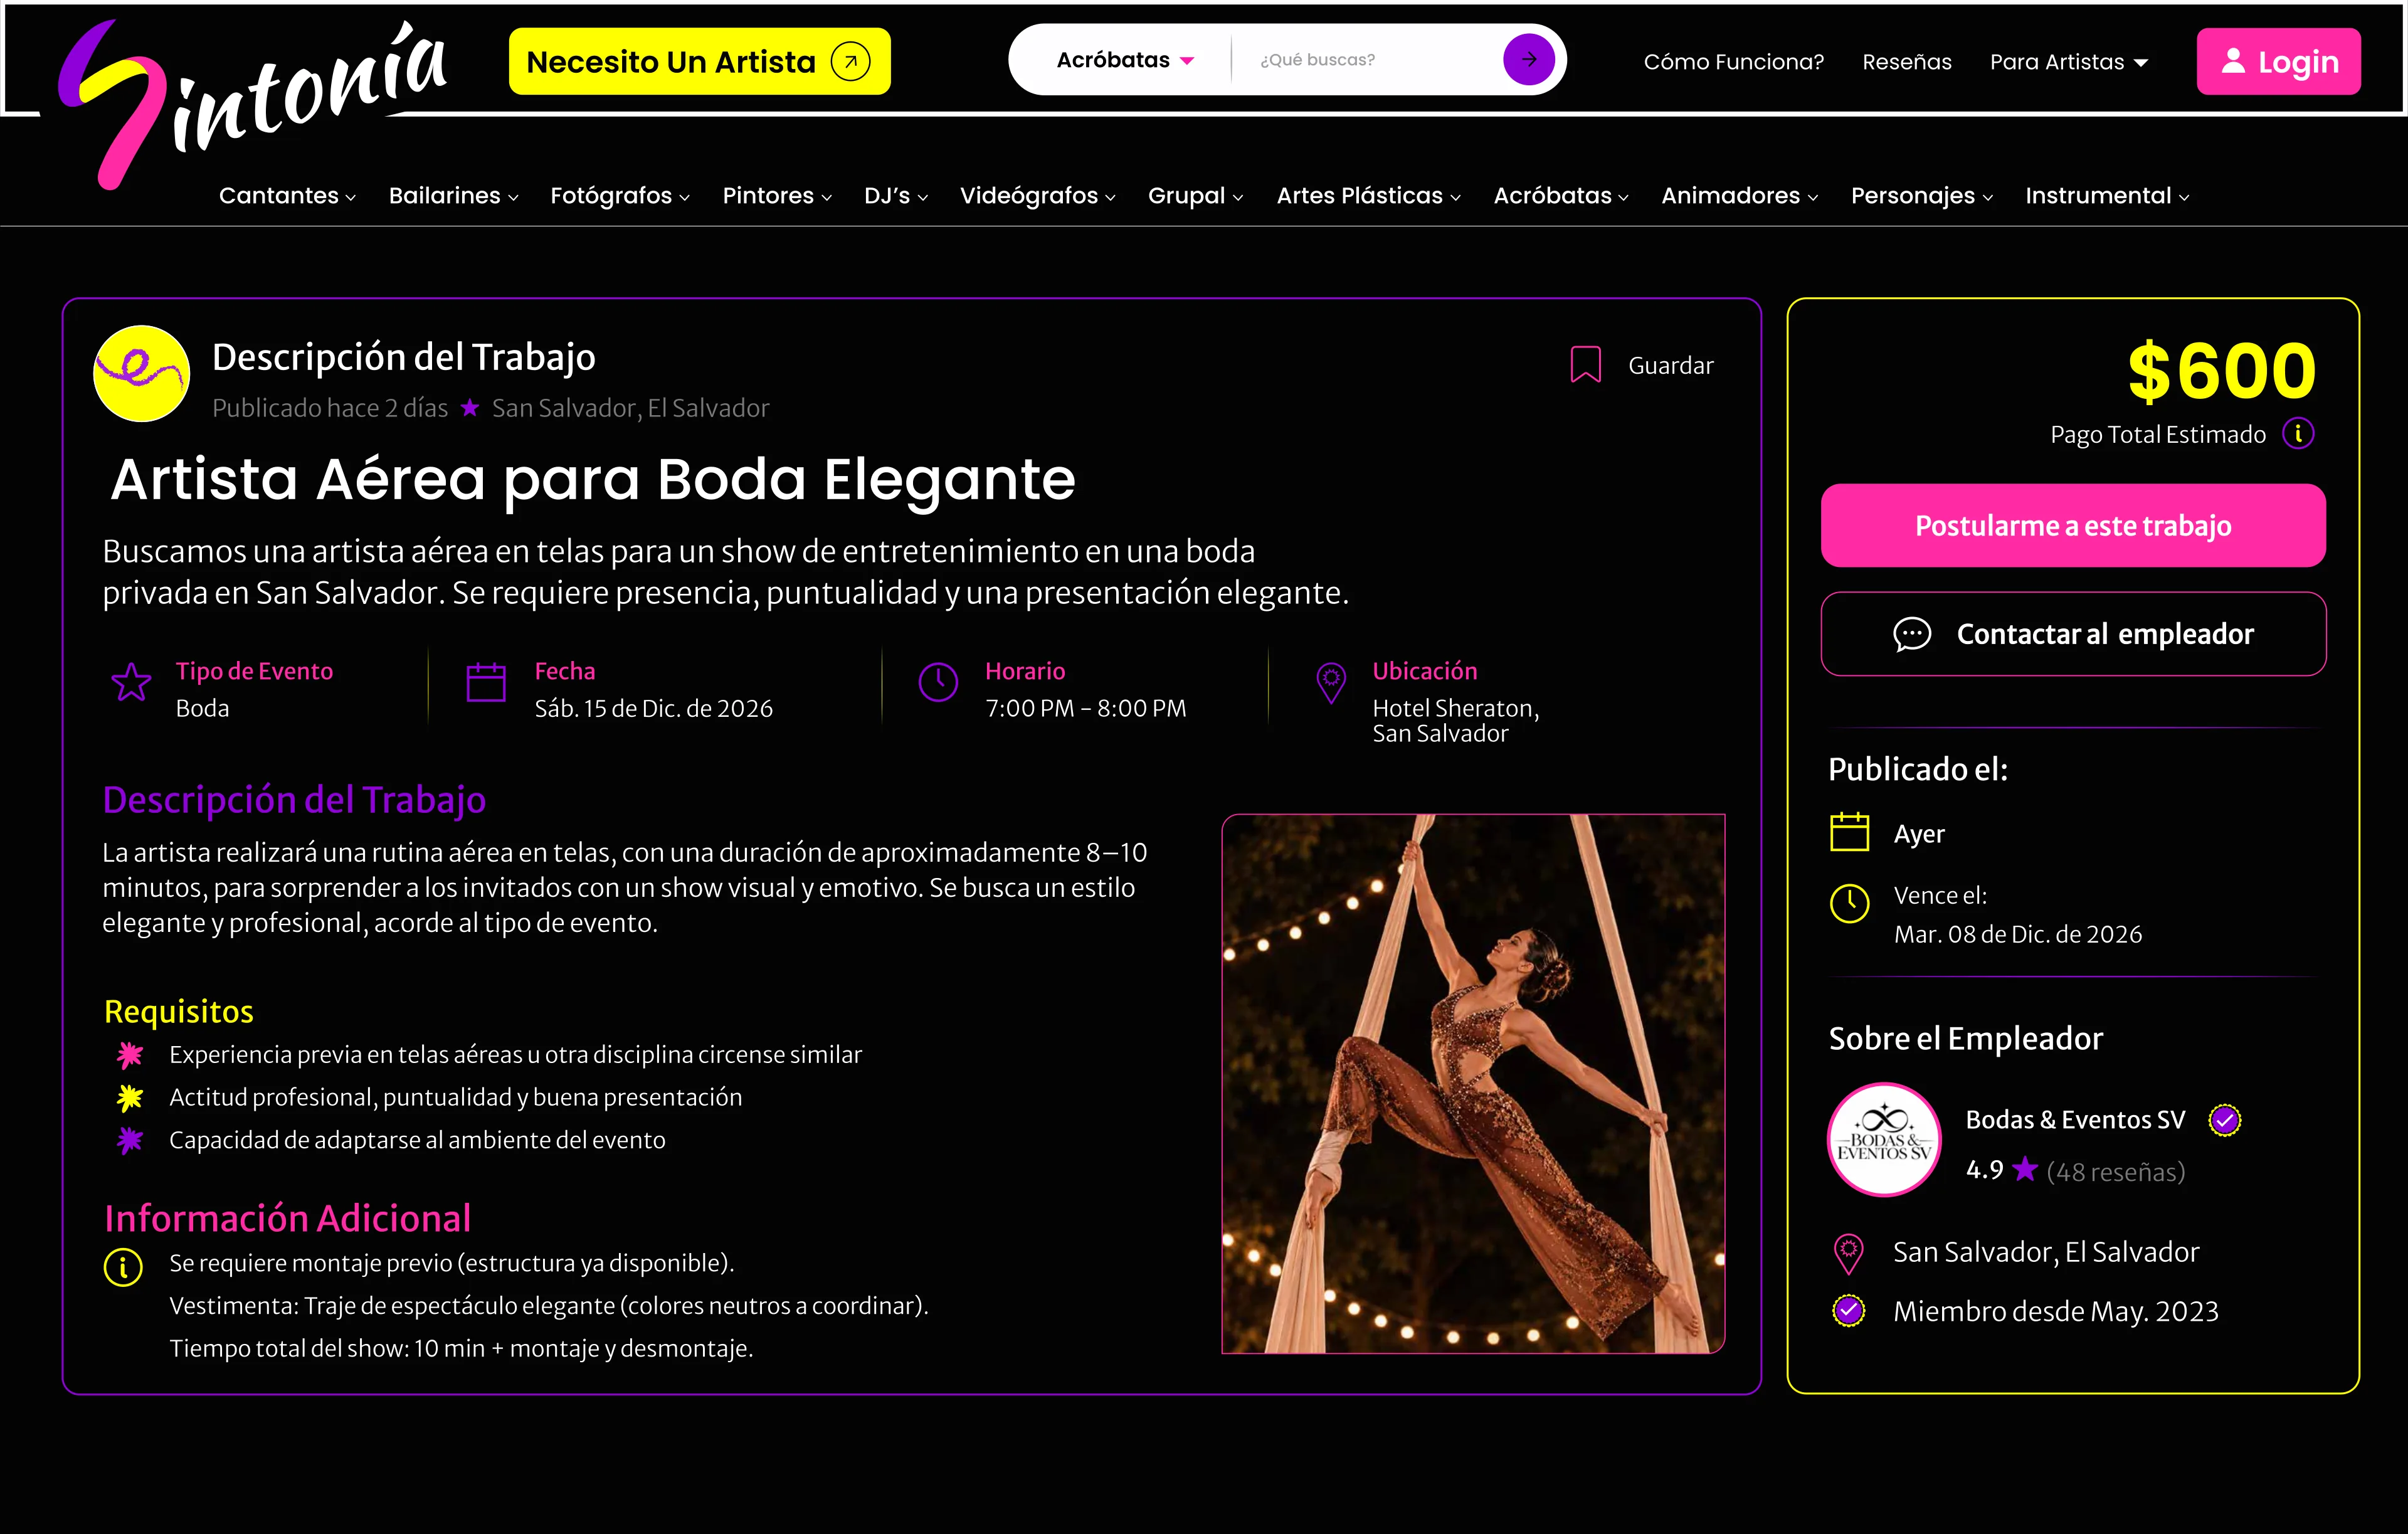 Sintonía
Necesito Un Artista
Acróbatas
¿Qué buscas?
Cómo Funciona?
Reseñas
Para Artistas
Login
Cantantes
Bailarines
Fotógrafos
Pintores
DJ's
Videógrafos
Grupal
Artes Plásticas
Acróbatas
Animadores
Personajes
Instrumental
Descripción del Trabajo
Publicado hace 2 días ★ San Salvador, El Salvador
Guardar
Artista Aérea para Boda Elegante
Buscamos una artista aérea en telas para un show de entretenimiento en una boda
privada en San Salvador. Se requiere presencia, puntualidad y una presentación elegante.
Tipo de Evento
Boda
Fecha
Sáb. 15 de Dic. de 2026
Horario
7:00 PM - 8:00 PM
Ubicación
Hotel Sheraton,
San Salvador
Descripción del Trabajo
La artista realizará una rutina aérea en telas, con una duración de aproximadamente 8–10
minutos, para sorprender a los invitados con un show visual y emotivo. Se busca un estilo
elegante y profesional, acorde al tipo de evento.
Requisitos
Experiencia previa en telas aéreas u otra disciplina circense similar
Actitud profesional, puntualidad y buena presentación
Capacidad de adaptarse al ambiente del evento
Información Adicional
Se requiere montaje previo (estructura ya disponible).
Vestimenta: Traje de espectáculo elegante (colores neutros a coordinar).
Tiempo total del show: 10 min + montaje y desmontaje.
$600
Pago Total Estimado
Postularme a este trabajo
Contactar al empleador
Publicado el:
Ayer
Vence el:
Mar. 08 de Dic. de 2026
Sobre el Empleador
BODAS &
EVENTOS SV
Bodas & Eventos SV
4.9 ★ (48 reseñas)
San Salvador, El Salvador
Miembro desde May. 2023